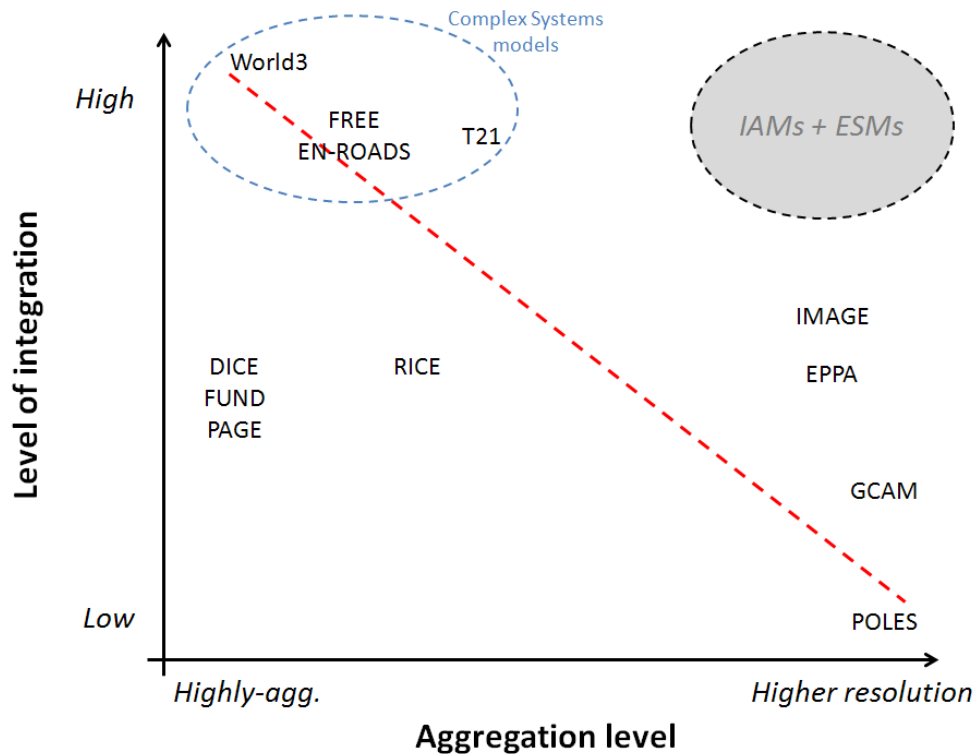 Complex Systems
models
World3
High
FREE
EN-ROADS
T21
IAMs + ESMs
Level of integration
IMAGE
DICE
RICE
EPPA
FUND
PAGE
GCAM
Low
POLES
Highly-agg.
Higher resolution
Aggregation level